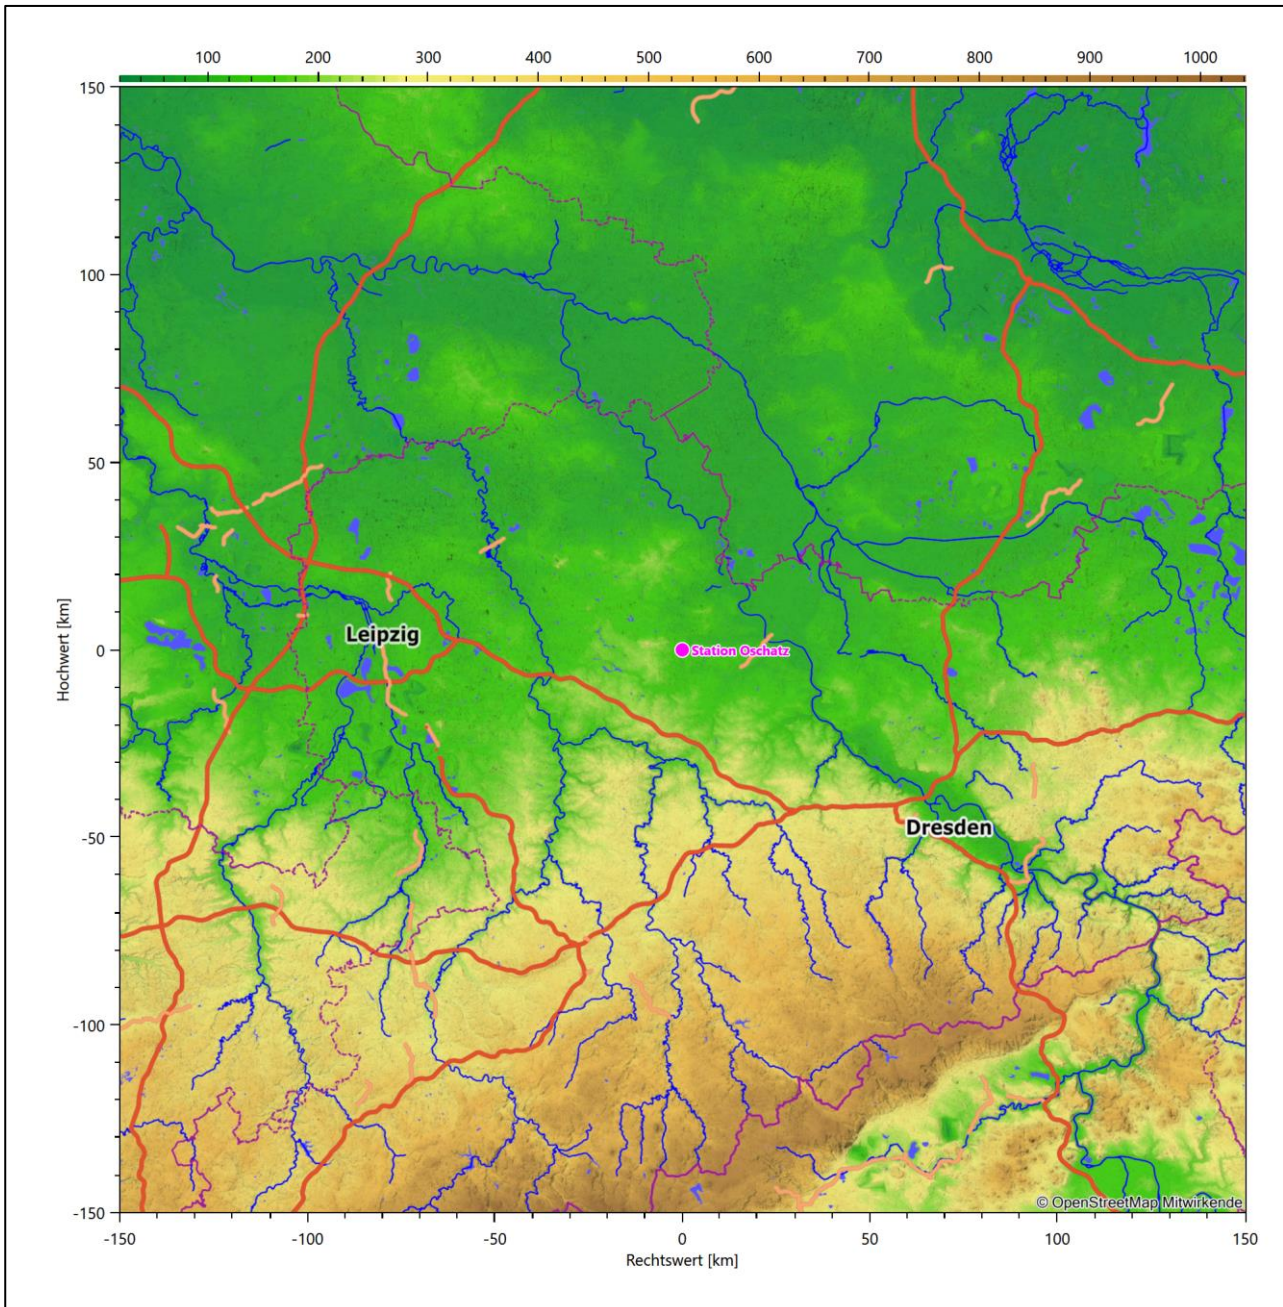 100 200 300 400 500 600 700 800 900 1000
150
100
50
Leipzig
0
Station Oschatz
Hochwert [km]
-50
Dresden
-100
-150
© OpenStreetMap Mitwirkende
-150 -100 -50 0 50 100 150
Rechtswert [km]